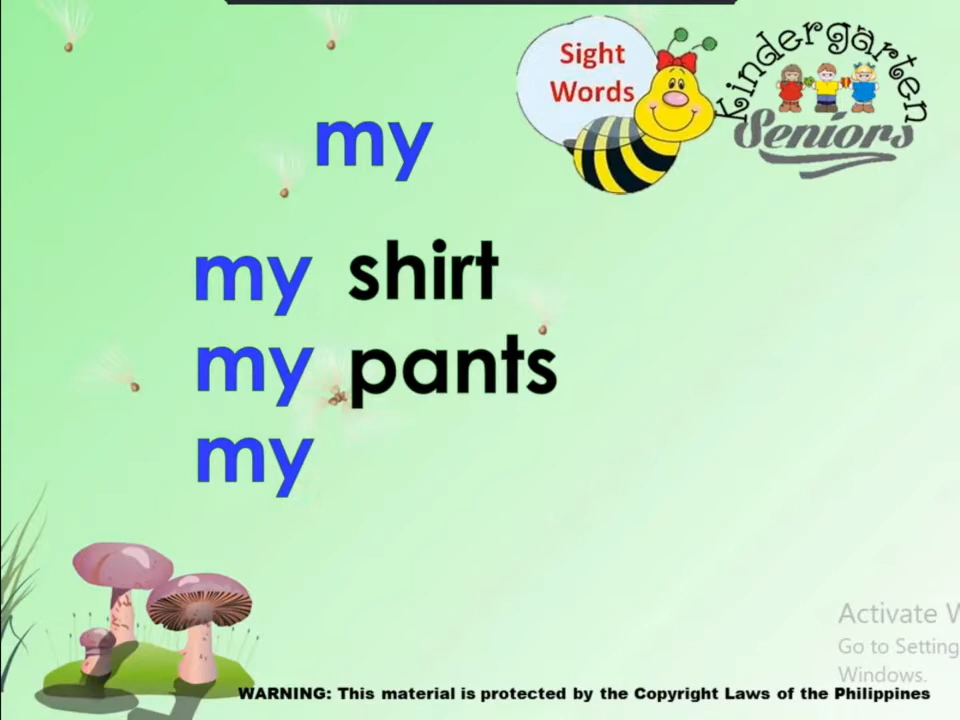 Sight
Words
Kindergarten
Seniors
my
my shirt
my pants
my
Activate
Go to Setting
Windows.
WARNING: This material is protected by the Copyright Laws of the Philippines